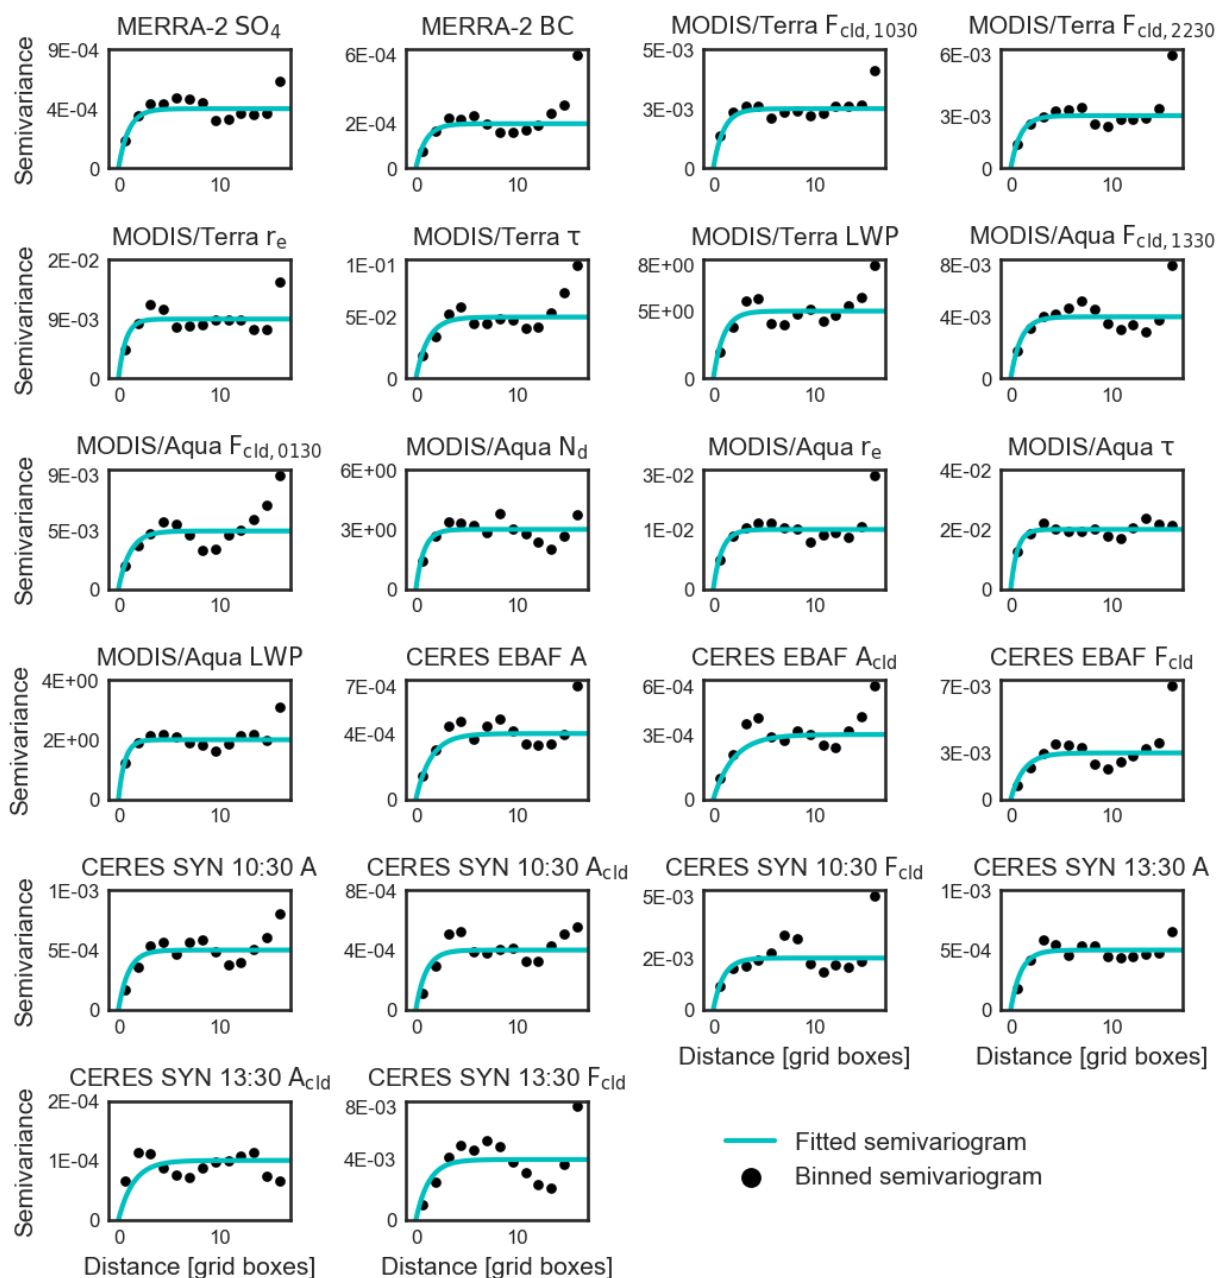 MERRA-2 SO4
MERRA-2 BC
MODIS/Terra Fcld, 1030
MODIS/Terra Fcld, 2230
Semivariance
9E-04
4E-04
0
0
10
6E-04
2E-04
0
0
10
5E-03
3E-03
0
0
10
6E-03
3E-03
0
0
10
MODIS/Terra re
MODIS/Terra τ
MODIS/Terra LWP
MODIS/Aqua Fcld, 1330
Semivariance
2E-02
9E-03
0
0
10
1E-01
5E-02
0
0
10
8E+00
5E+00
0
0
10
8E-03
4E-03
0
0
10
MODIS/Aqua Fcld, 0130
MODIS/Aqua Nd
MODIS/Aqua re
MODIS/Aqua τ
Semivariance
9E-03
5E-03
0
0
10
6E+00
3E+00
0
0
10
3E-02
1E-02
0
0
10
4E-02
2E-02
0
0
10
MODIS/Aqua LWP
CERES EBAF A
CERES EBAF Acld
CERES EBAF Fcld
Semivariance
4E+00
2E+00
0
0
10
7E-04
4E-04
0
0
10
6E-04
3E-04
0
0
10
7E-03
3E-03
0
0
10
CERES SYN 10:30 A
CERES SYN 10:30 Acld
CERES SYN 10:30 Fcld
CERES SYN 13:30 A
Semivariance
1E-03
5E-04
0
0
10
8E-04
4E-04
0
0
10
5E-03
2E-03
0
0
10
Distance [grid boxes]
1E-03
5E-04
0
0
10
Distance [grid boxes]
CERES SYN 13:30 Acld
CERES SYN 13:30 Fcld
Semivariance
2E-04
1E-04
0
0
10
Distance [grid boxes]
8E-03
4E-03
0
0
10
Distance [grid boxes]
Fitted semivariogram
Binned semivariogram